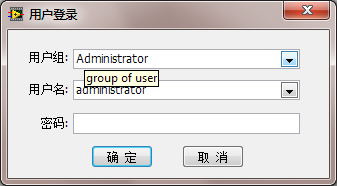 用户登录
用户组: Administrator
group of user
用户名: administrator
密码:
确 定 取 消